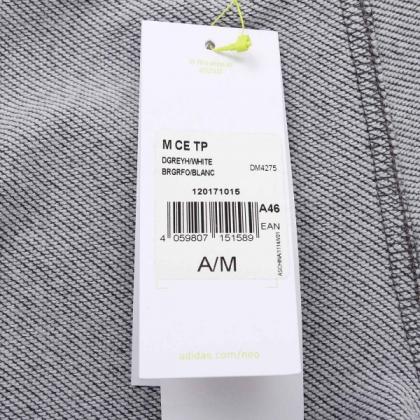 M CE TP
DGREYH/WHITE
BRGRFO/BLANC
DM4275
120171015
A46
4 059807 151589
EAN
A/M
adidas.com/neo